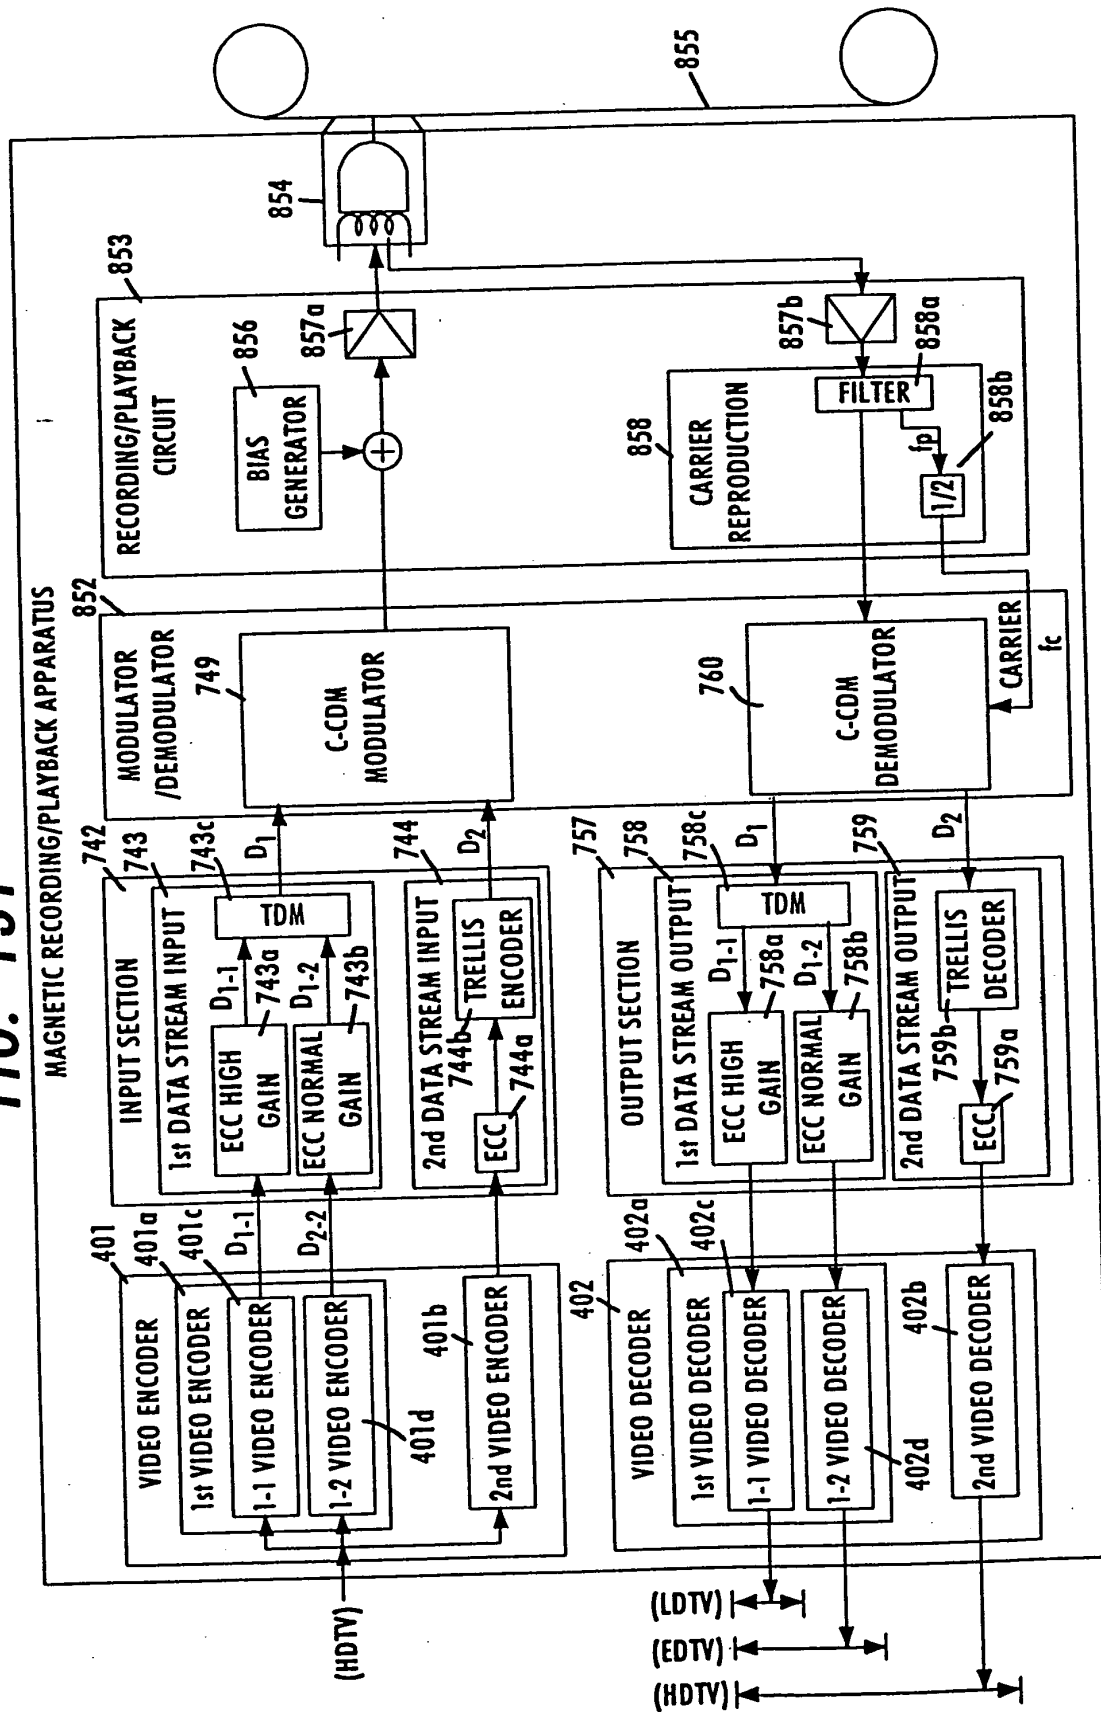 MAGNETIC RECORDING/PLAYBACK APPARATUS
(HDTV)
401
VIDEO ENCODER
401a
1st VIDEO ENCODER
401c
1-1 VIDEO ENCODER
1-2 VIDEO ENCODER
401d
401b
2nd VIDEO ENCODER
D1-1
D2-2
742
INPUT SECTION
743
1st DATA STREAM INPUT
743c
ECC HIGH
GAIN
743a
D1-1
TDM
ECC NORMAL
GAIN
743b
D1-2
744
2nd DATA STREAM INPUT
744b
TRELLIS
ENCODER
ECC
744a
D1
D2
852
MODULATOR
/DEMODULATOR
749
C-CDM
MODULATOR
760
C-CDM
DEMODULATOR
CARRIER
fc
853
RECORDING/PLAYBACK
CIRCUIT
856
BIAS
GENERATOR
857a
854
855
857b
858
CARRIER
REPRODUCTION
FILTER
858a
fp
1/2
858b
D1
D2
757
OUTPUT SECTION
758
1st DATA STREAM OUTPUT
758c
TDM
D1-1
ECC HIGH
GAIN
758a
D1-2
ECC NORMAL
GAIN
758b
759
2nd DATA STREAM OUTPUT
TRELLIS
DECODER
759b
ECC
759a
402
VIDEO DECODER
402a
1st VIDEO DECODER
402c
1-1 VIDEO DECODER
1-2 VIDEO DECODER
402d
402b
2nd VIDEO DECODER
(LDTV)
(EDTV)
(HDTV)